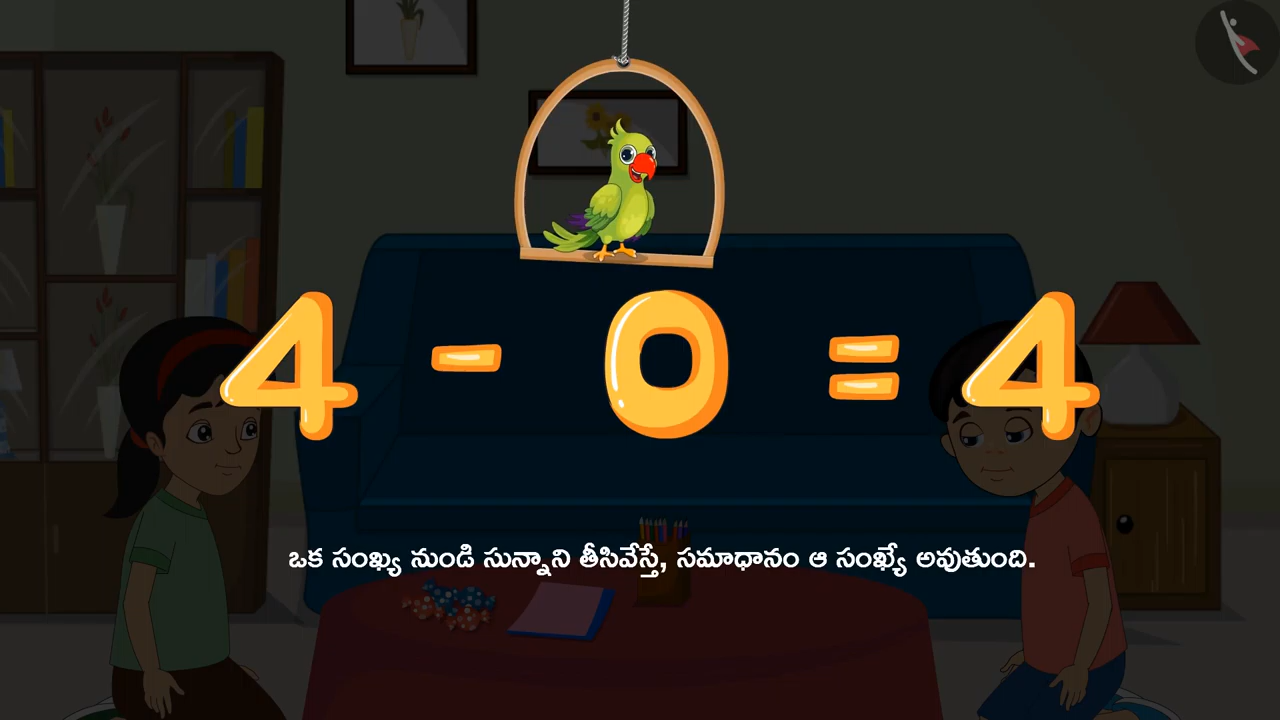 4 - 0 = 4
ఒక సంఖ్య నుండి సున్నాని తీసివేస్తే, సమాధానం ఆ సంఖ్యే అవుతుంది.